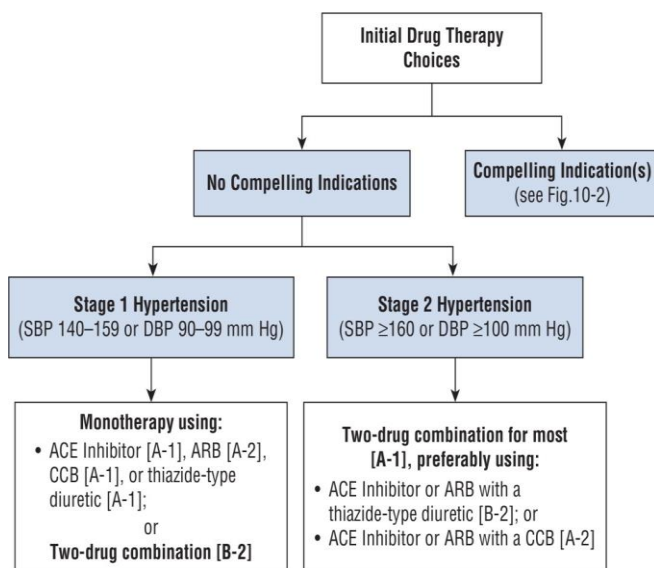 Initial Drug Therapy
Choices
No Compelling Indications
Compelling Indication(s)
(see Fig.10-2)
Stage 1 Hypertension
(SBP 140–159 or DBP 90–99 mm Hg)
Stage 2 Hypertension
(SBP ≥160 or DBP ≥100 mm Hg)
Monotherapy using:
• ACE Inhibitor [A-1], ARB [A-2],
CCB [A-1], or thiazide-type
diuretic [A-1];
or
Two-drug combination [B-2]
Two-drug combination for most
[A-1], preferably using:
• ACE Inhibitor or ARB with a
thiazide-type diuretic [B-2]; or
• ACE Inhibitor or ARB with a CCB [A-2]